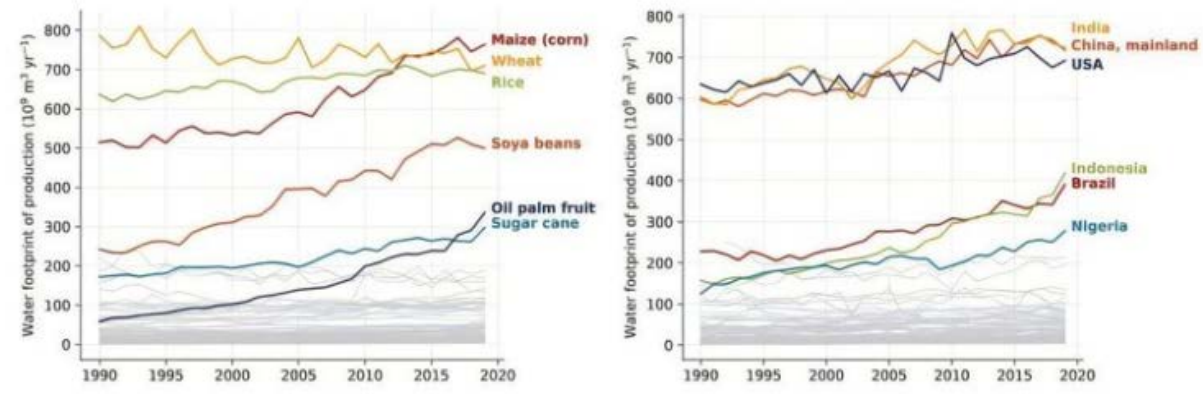 Water footprint of production (10⁹ m³ yr⁻¹)
800
700
600
500
400
300
200
100
0
1990
1995
2000
2005
2010
2015
2020
Maize (corn)
Wheat
Rice
Soya beans
Oil palm fruit
Sugar cane
Water footprint of production (10⁹ m³ yr⁻¹)
800
700
600
500
400
300
200
100
0
1990
1995
2000
2005
2010
2015
2020
India
China, mainland
USA
Indonesia
Brazil
Nigeria